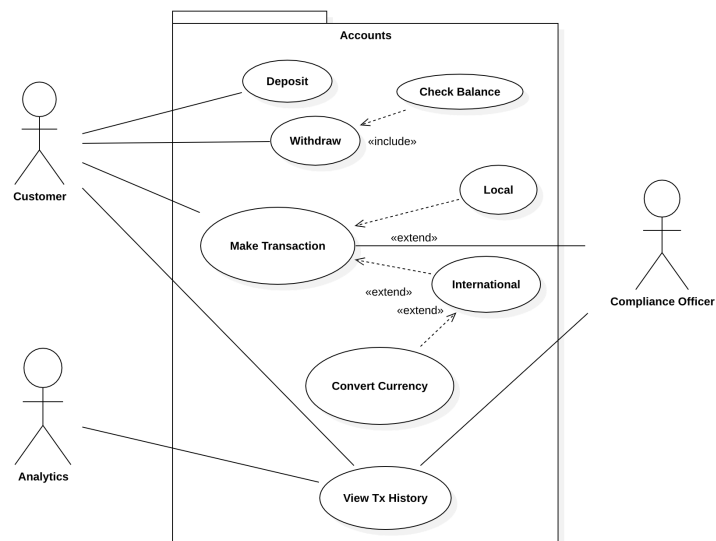 Accounts
Deposit
Check Balance
Withdraw
«include»
Customer
Local
Make Transaction
«extend»
International
«extend»
«extend»
Compliance Officer
Convert Currency
Analytics
View Tx History